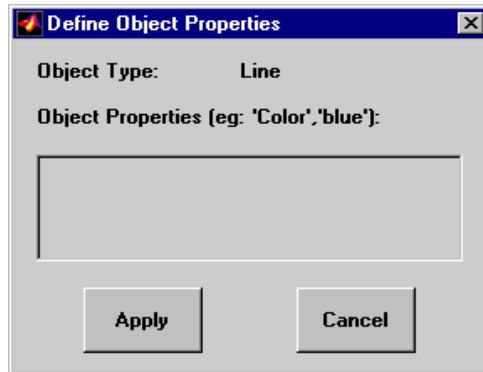 Define Object Properties
Object Type: Line
Object Properties (eg: 'Color','blue'):
Apply Cancel